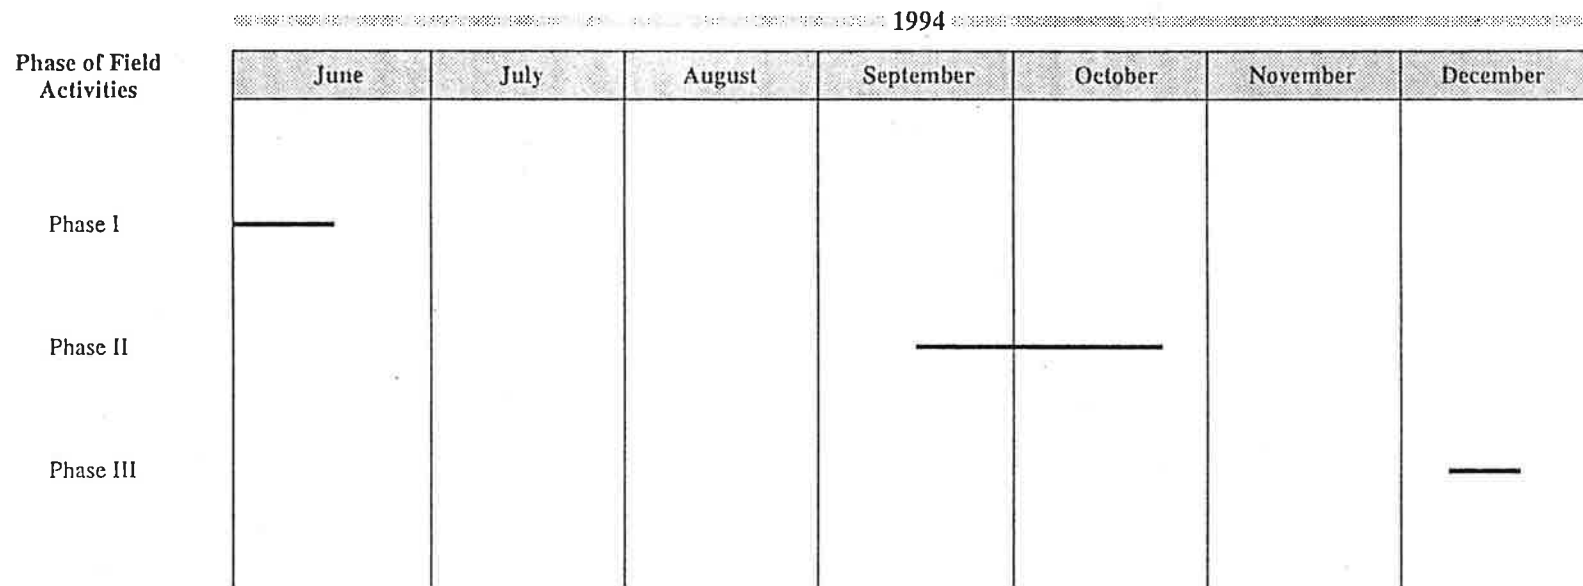 1994
Phase of Field
Activities
June July August September October November December
Phase I
Phase II
Phase III